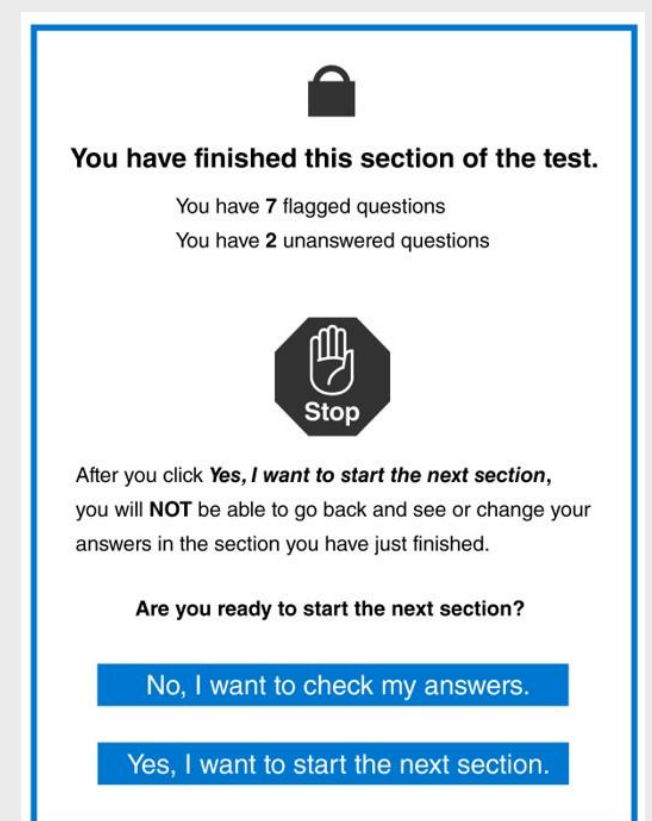 You have finished this section of the test.
You have 7 flagged questions
You have 2 unanswered questions
Stop
After you click Yes, I want to start the next section,
you will NOT be able to go back and see or change your
answers in the section you have just finished.
Are you ready to start the next section?
No, I want to check my answers.
Yes, I want to start the next section.